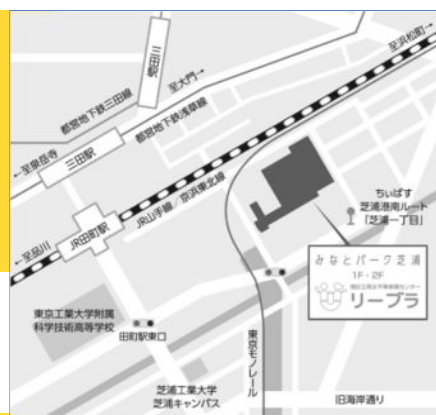 三田駅
至大門→
至浜松町→
都営地下鉄三田線
都営地下鉄浅草線
←至泉岳寺
三田駅
JR山手線／京浜東北線
←至品川
JR田町駅
ちぃばす
芝浦港南ルート
「芝浦一丁目」
みなとパーク芝浦
1F・2F
リーブラ
東京工業大学附属
科学技術高等学校
田町駅東口
東京モノレール
芝浦工業大学
芝浦キャンパス
旧海岸通り